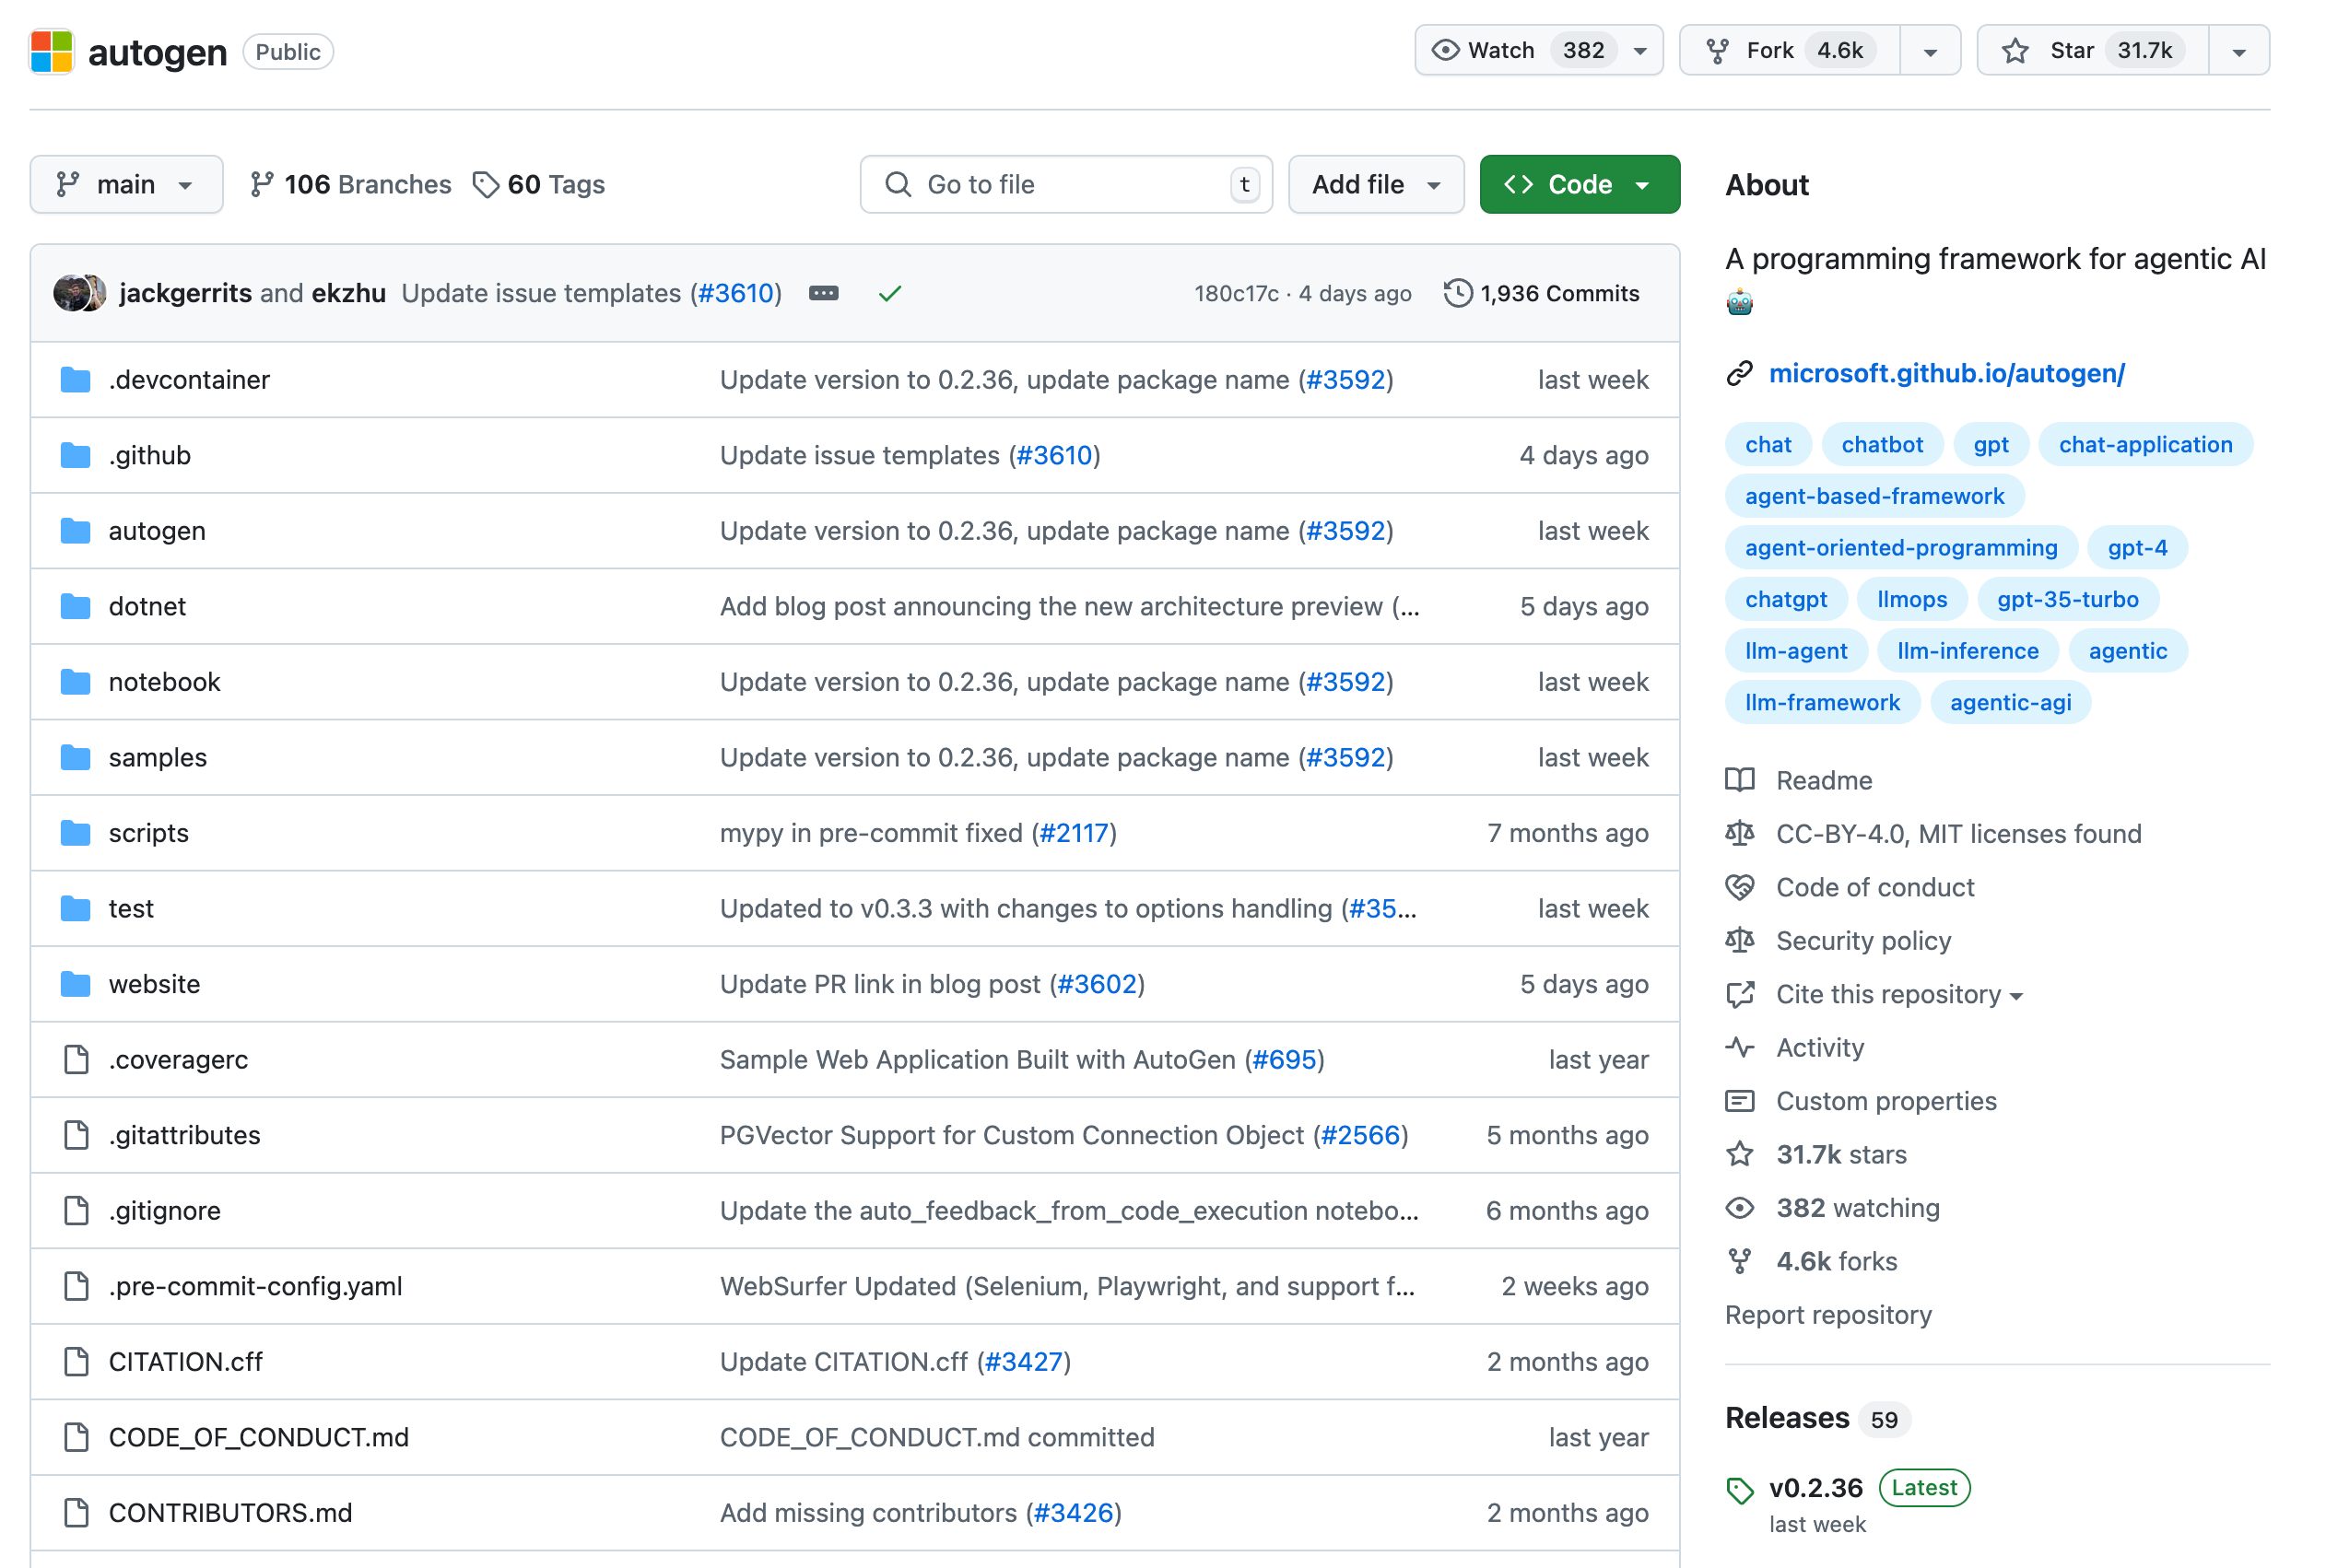 autogen Public Watch 382 Fork 4.6k Star 31.7k
main 106 Branches 60 Tags Go to file t Add file Code
jackgerrits and ekzhu Update issue templates (#3610) 180c17c · 4 days ago 1,936 Commits
.devcontainer Update version to 0.2.36, update package name (#3592) last week
.github Update issue templates (#3610) 4 days ago
autogen Update version to 0.2.36, update package name (#3592) last week
dotnet Add blog post announcing the new architecture preview (... 5 days ago
notebook Update version to 0.2.36, update package name (#3592) last week
samples Update version to 0.2.36, update package name (#3592) last week
scripts mypy in pre-commit fixed (#2117) 7 months ago
test Updated to v0.3.3 with changes to options handling (#35... last week
website Update PR link in blog post (#3602) 5 days ago
.coveragerc Sample Web Application Built with AutoGen (#695) last year
.gitattributes PGVector Support for Custom Connection Object (#2566) 5 months ago
.gitignore Update the auto_feedback_from_code_execution notebo... 6 months ago
.pre-commit-config.yaml WebSurfer Updated (Selenium, Playwright, and support f... 2 weeks ago
CITATION.cff Update CITATION.cff (#3427) 2 months ago
CODE_OF_CONDUCT.md CODE_OF_CONDUCT.md committed last year
CONTRIBUTORS.md Add missing contributors (#3426) 2 months ago
About
A programming framework for agentic AI
microsoft.github.io/autogen/
chat chatbot gpt chat-application
agent-based-framework
agent-oriented-programming gpt-4
chatgpt llmops gpt-35-turbo
llm-agent llm-inference agentic
llm-framework agentic-agi
Readme
CC-BY-4.0, MIT licenses found
Code of conduct
Security policy
Cite this repository
Activity
Custom properties
31.7k stars
382 watching
4.6k forks
Report repository
Releases 59
v0.2.36 Latest
last week